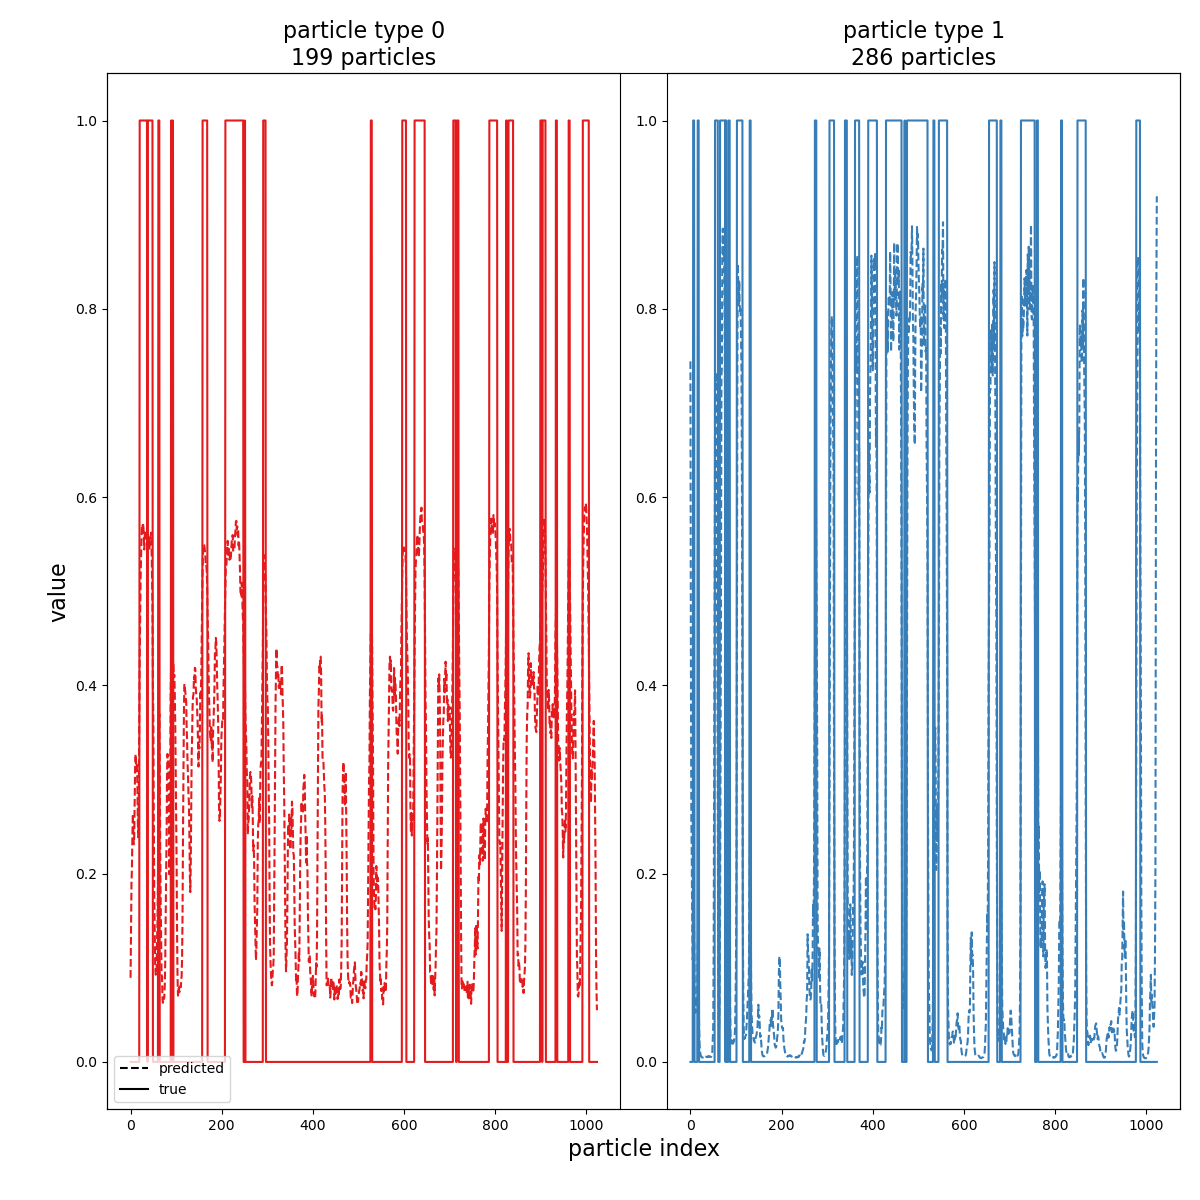 particle type 0
199 particles
particle type 1
286 particles
1.0
0.8
0.6
0.4
0.2
0.0
1.0
0.8
0.6
0.4
0.2
0.0
value
predicted
true
0 200 400 600 800 1000
0 200 400 600 800 1000
particle index